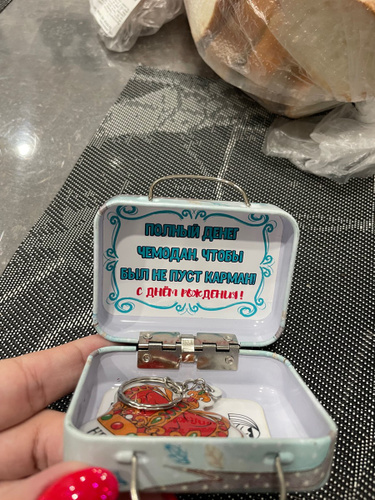 ПОЛНЫЙ ДЕНЕГ
ЧЕМОДАН, ЧТОБЫ
БЫЛ НЕ ПУСТ КАРМАН!
С ДНЁМ РОЖДЕНИЯ!